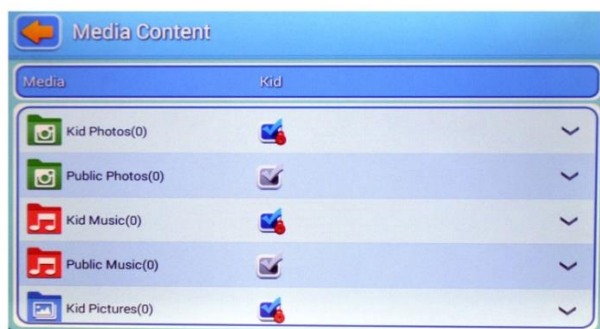 Media Content
Media Kid
Kid Photos(0)
Public Photos(0)
Kid Music(0)
Public Music(0)
Kid Pictures(0)